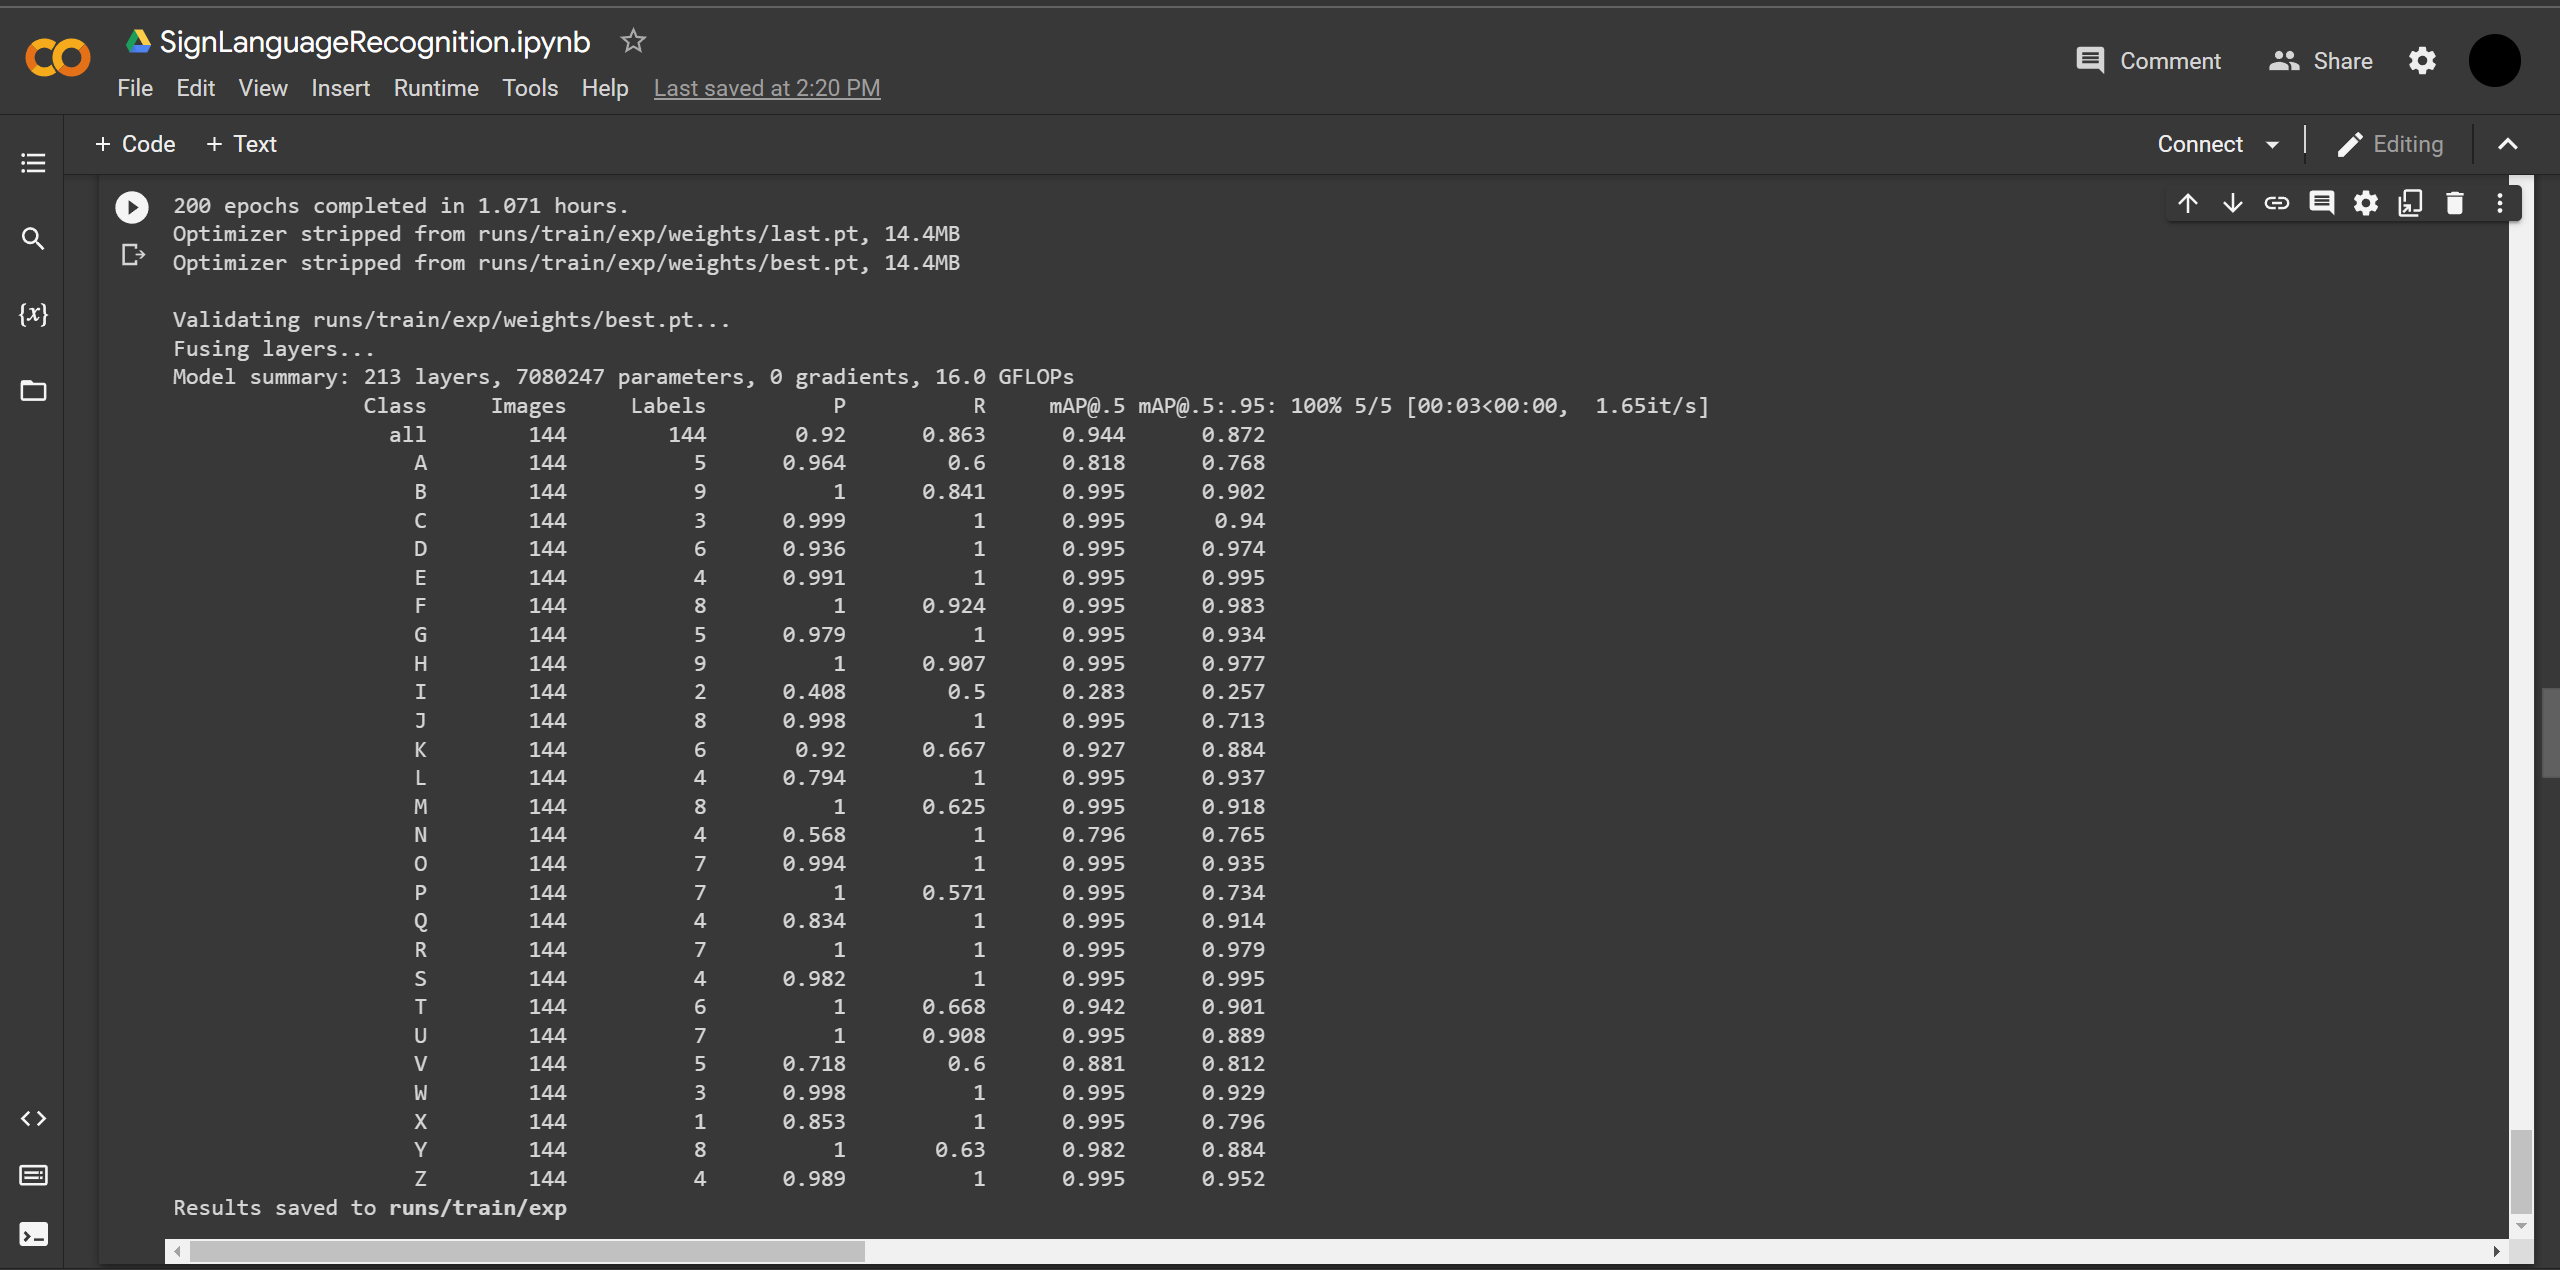 SignLanguageRecognition.ipynb
File Edit View Insert Runtime Tools Help Last saved at 2:20 PM
Comment Share
+ Code + Text
Connect Editing
{x}
200 epochs completed in 1.071 hours.
Optimizer stripped from runs/train/exp/weights/last.pt, 14.4MB
Optimizer stripped from runs/train/exp/weights/best.pt, 14.4MB
Validating runs/train/exp/weights/best.pt...
Fusing layers...
Model summary: 213 layers, 7080247 parameters, 0 gradients, 16.0 GFLOPs
Class Images Labels P R mAP@.5 mAP@.5:.95: 100% 5/5 [00:03<00:00, 1.65it/s]
all 144 144 0.92 0.863 0.944 0.872
A 144 5 0.964 0.6 0.818 0.768
B 144 9 1 0.841 0.995 0.902
C 144 3 0.999 1 0.995 0.94
D 144 6 0.936 1 0.995 0.974
E 144 4 0.991 1 0.995 0.995
F 144 8 1 0.924 0.995 0.983
G 144 5 0.979 1 0.995 0.934
H 144 9 1 0.907 0.995 0.977
I 144 2 0.408 0.5 0.283 0.257
J 144 8 0.998 1 0.995 0.713
K 144 6 0.92 0.667 0.927 0.884
L 144 4 0.794 1 0.995 0.937
M 144 8 1 0.625 0.995 0.918
N 144 4 0.568 1 0.796 0.765
O 144 7 0.994 1 0.995 0.935
P 144 7 1 0.571 0.995 0.734
Q 144 4 0.834 1 0.995 0.914
R 144 7 1 1 0.995 0.979
S 144 4 0.982 1 0.995 0.995
T 144 6 1 0.668 0.942 0.901
U 144 7 1 0.908 0.995 0.889
V 144 5 0.718 0.6 0.881 0.812
W 144 3 0.998 1 0.995 0.929
X 144 1 0.853 1 0.995 0.796
Y 144 8 1 0.63 0.982 0.884
Z 144 4 0.989 1 0.995 0.952
Results saved to runs/train/exp